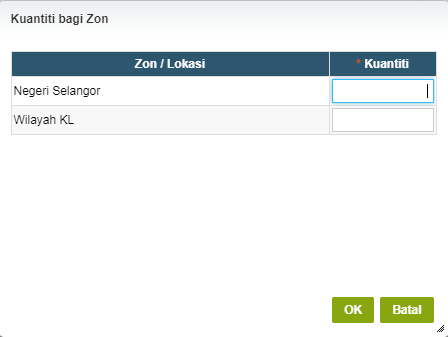 Kuantiti bagi Zon
Zon / Lokasi * Kuantiti
Negeri Selangor
Wilayah KL
OK Batal